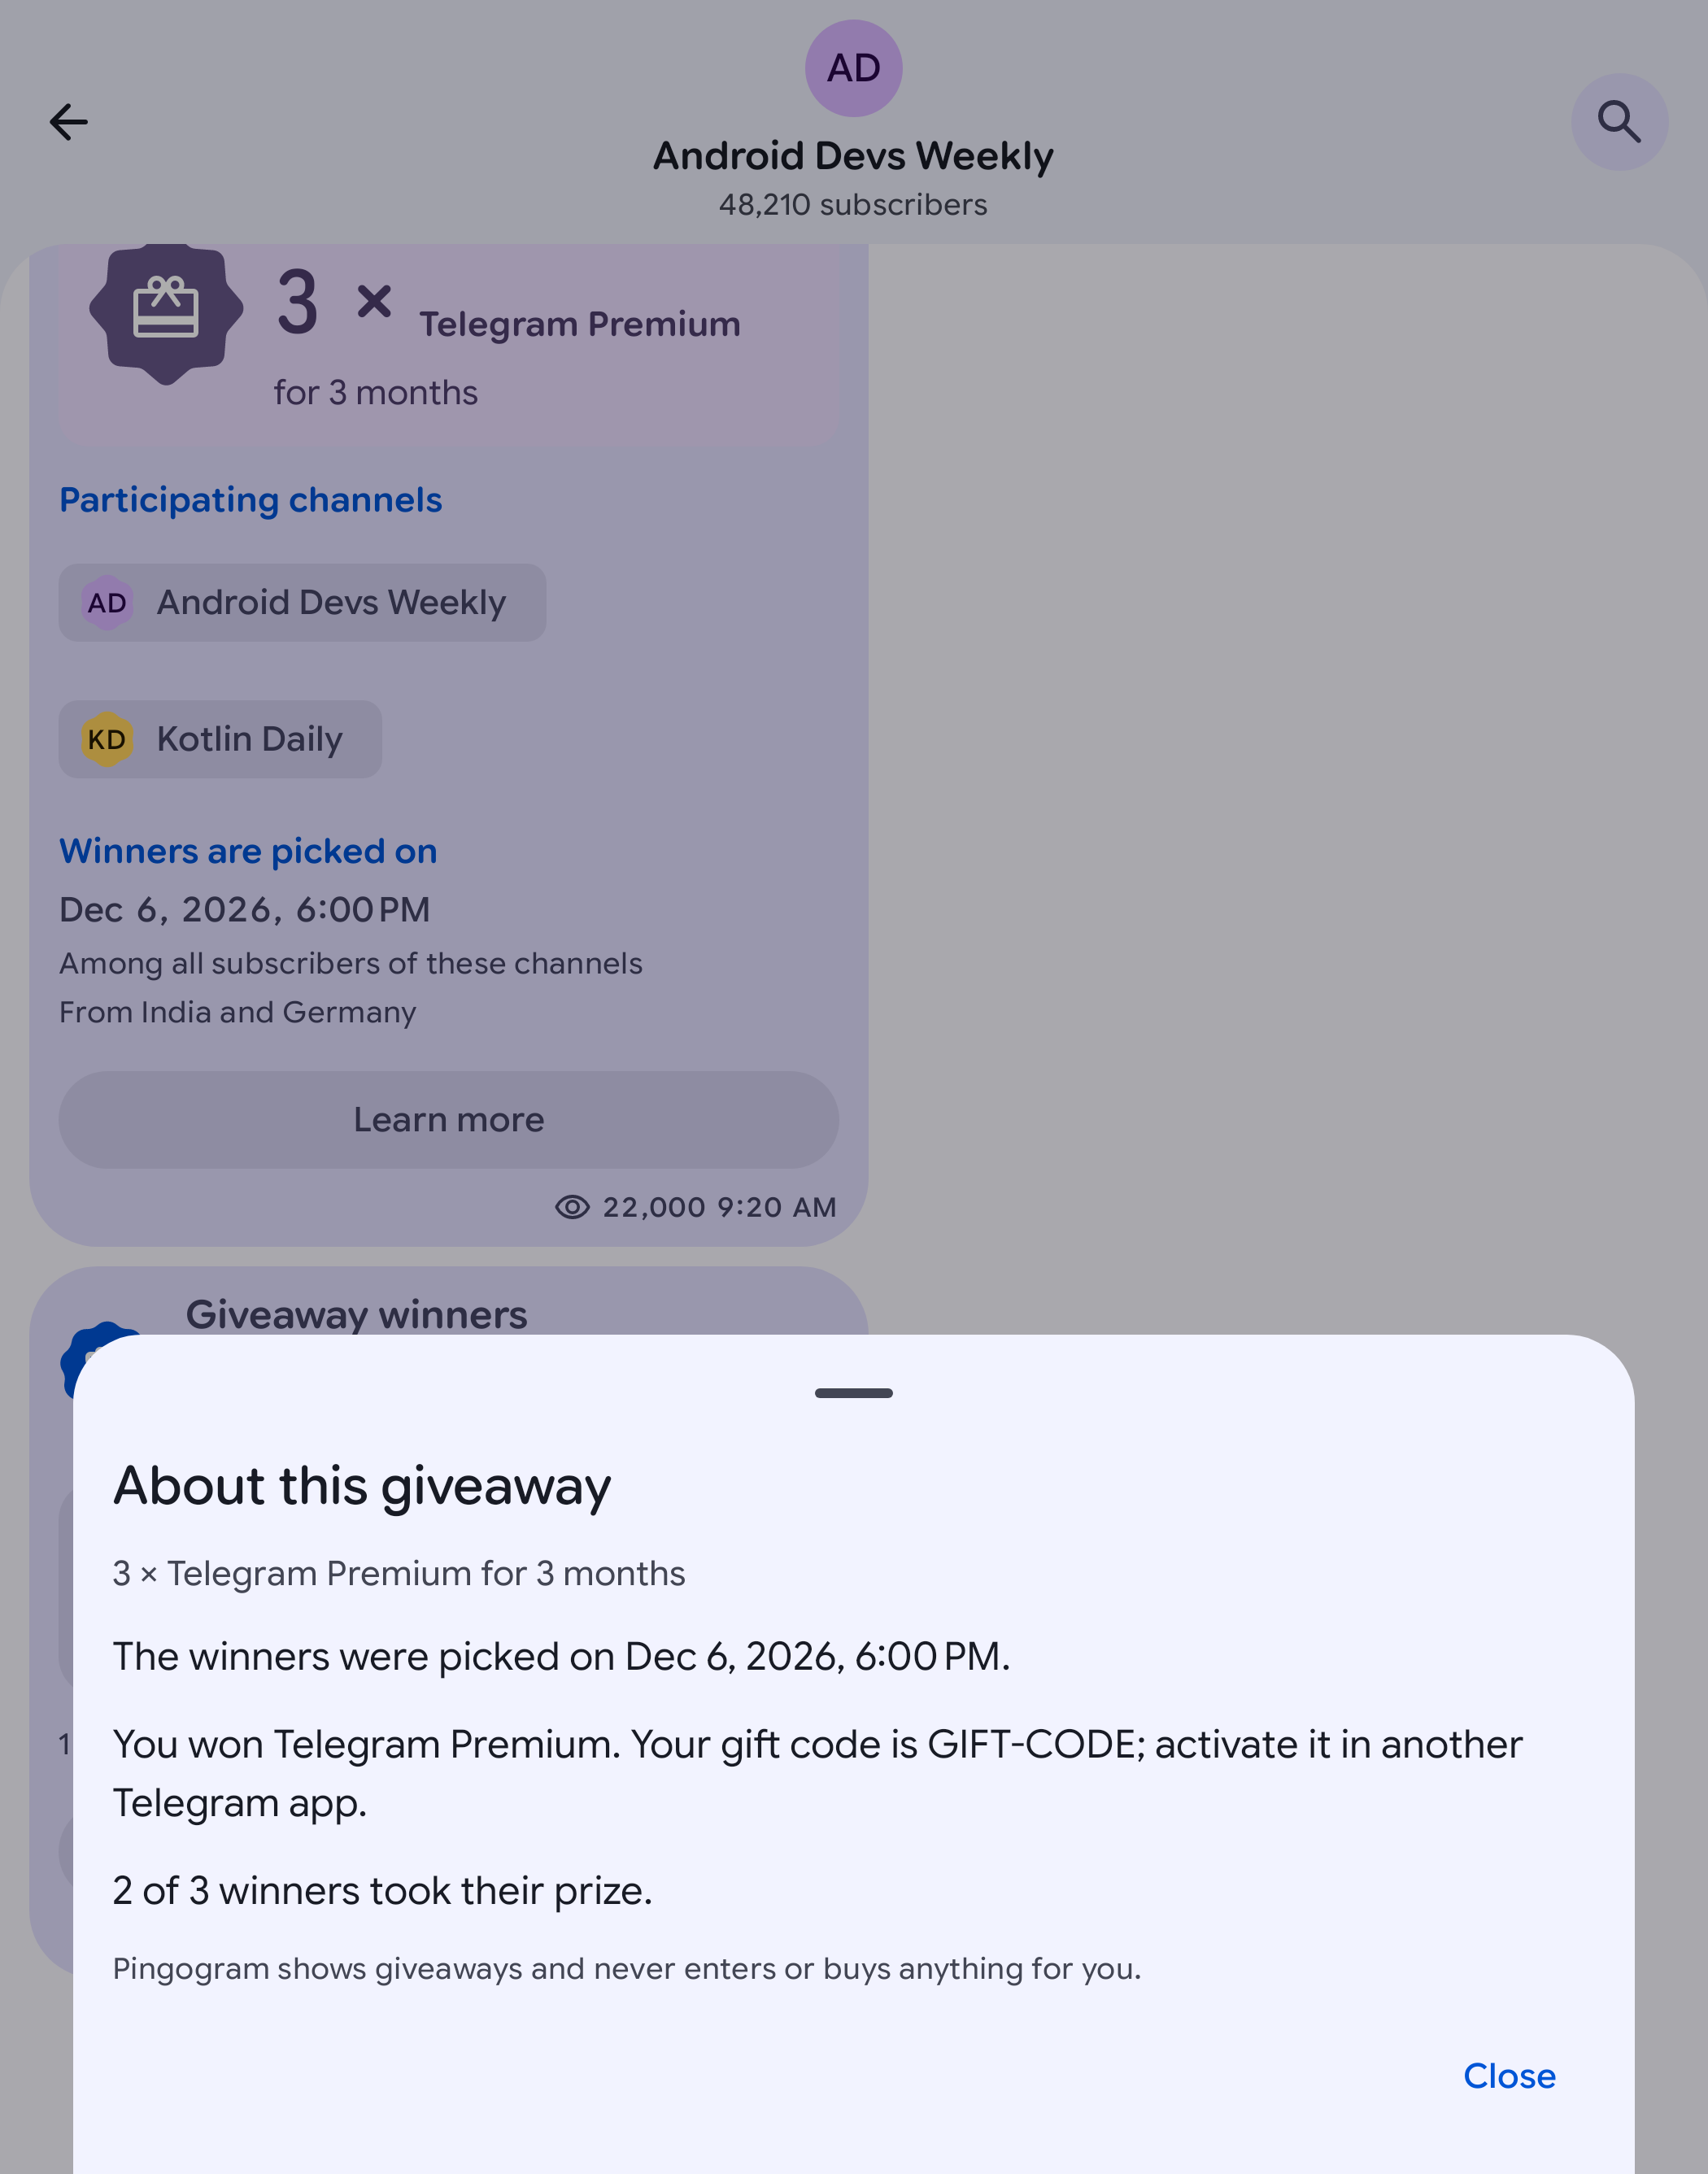 AD
Android Devs Weekly
48,210 subscribers
3 × Telegram Premium
for 3 months
Participating channels
AD Android Devs Weekly
KD Kotlin Daily
Winners are picked on
Dec 6, 2026, 6:00 PM
Among all subscribers of these channels
From India and Germany
Learn more
22,000 9:20 AM
Giveaway winners
About this giveaway
3 × Telegram Premium for 3 months
The winners were picked on Dec 6, 2026, 6:00 PM.
1
You won Telegram Premium. Your gift code is GIFT-CODE; activate it in another
Telegram app.
2 of 3 winners took their prize.
Pingogram shows giveaways and never enters or buys anything for you.
Close